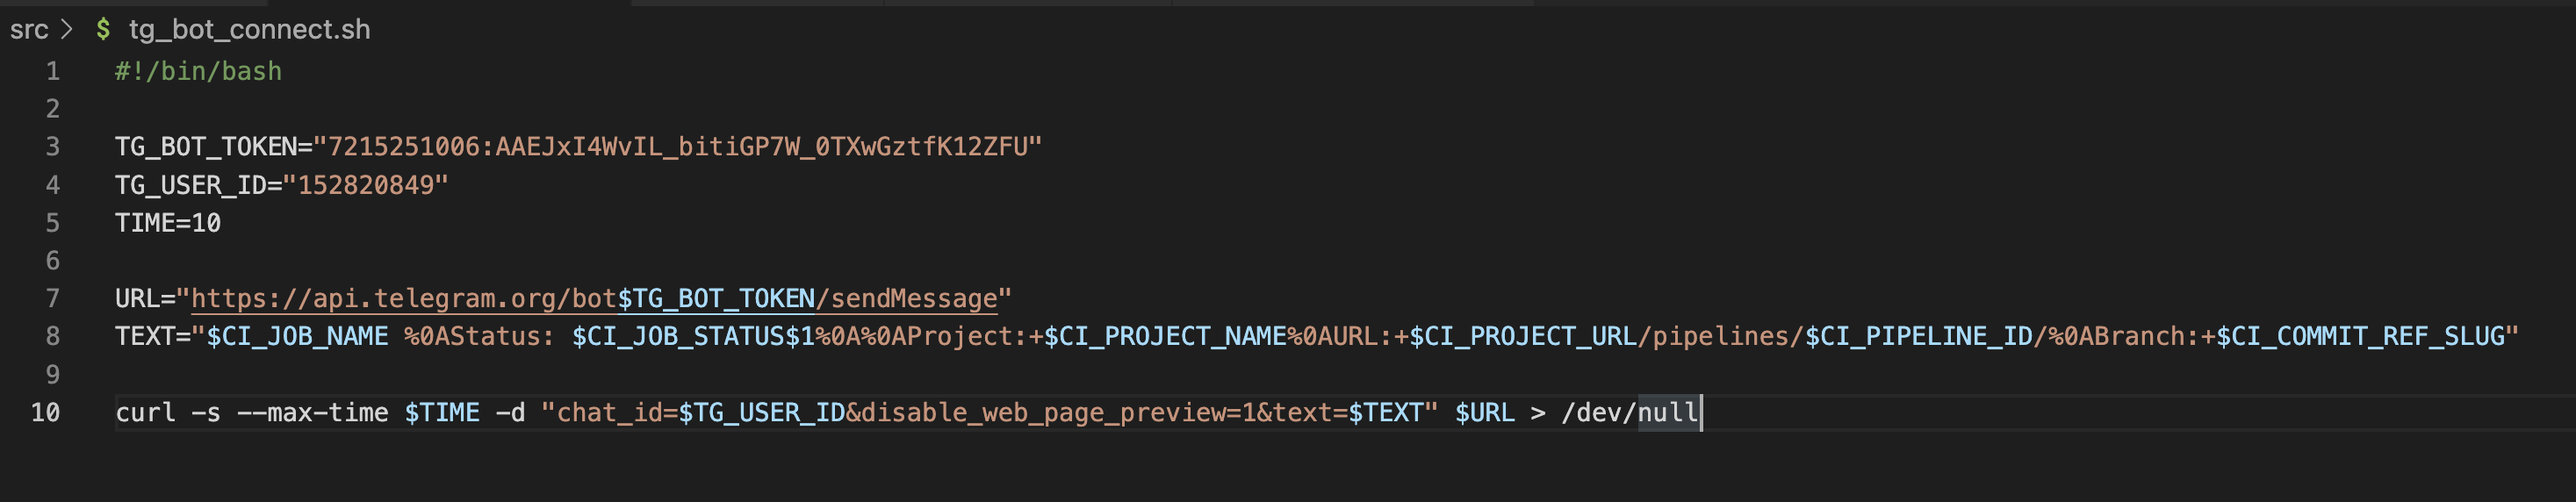 src > $ tg_bot_connect.sh
1 #!/bin/bash
2
3 TG_BOT_TOKEN="7215251006:AAEJxI4WvIL_bitiGP7W_0TXwGztfK12ZFU"
4 TG_USER_ID="152820849"
5 TIME=10
6
7 URL="https://api.telegram.org/bot$TG_BOT_TOKEN/sendMessage"
8 TEXT="$CI_JOB_NAME %0AStatus: $CI_JOB_STATUS$1%0A%0AProject:+$CI_PROJECT_NAME%0AURL:+$CI_PROJECT_URL/pipelines/$CI_PIPELINE_ID/%0ABranch:+$CI_COMMIT_REF_SLUG"
9
10 curl -s --max-time $TIME -d "chat_id=$TG_USER_ID&disable_web_page_preview=1&text=$TEXT" $URL > /dev/null